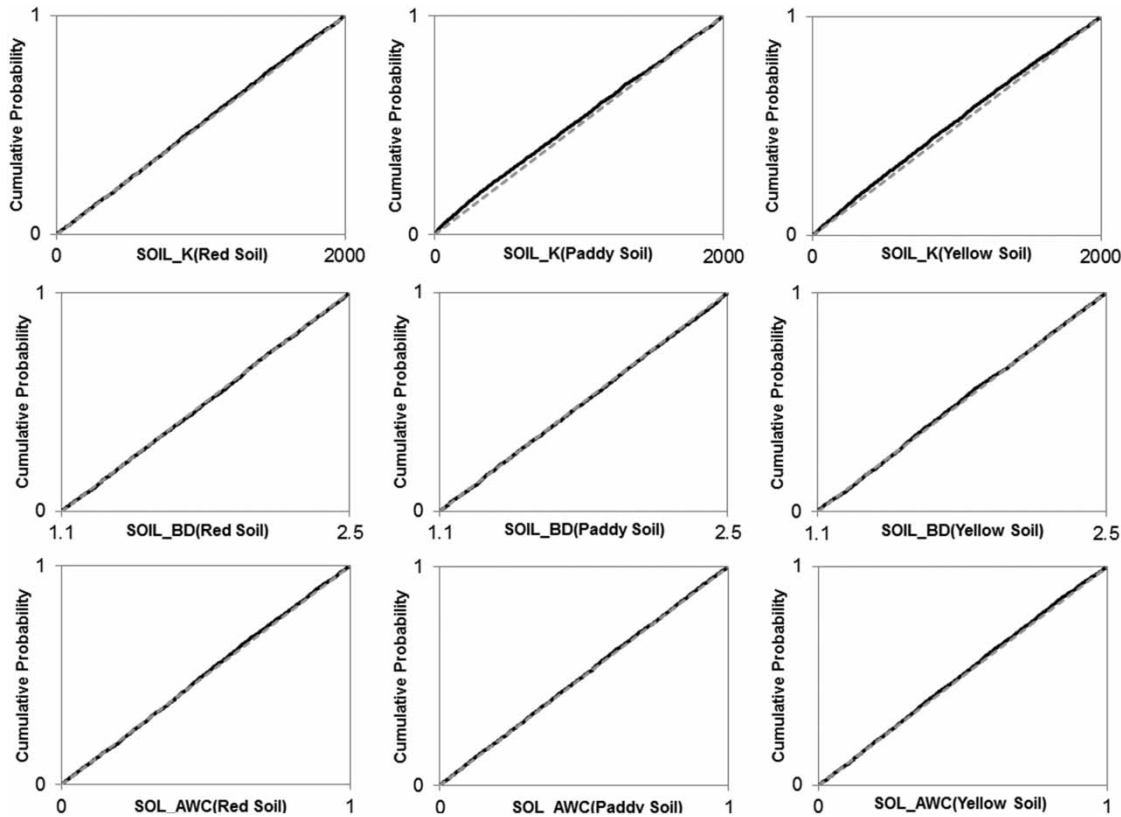 1
Cumulative Probability
0
0
SOIL_K(Red Soil)
2000
1
Cumulative Probability
0
0
SOIL_K(Paddy Soil)
2000
1
Cumulative Probability
0
0
SOIL_K(Yellow Soil)
2000
1
Cumulative Probability
0
1.1
SOIL_BD(Red Soil)
2.5
1
Cumulative Probability
0
1.1
SOIL_BD(Paddy Soil)
2.5
1
Cumulative Probability
0
1.1
SOIL_BD(Yellow Soil)
2.5
1
Cumulative Probability
0
0
SOL_AWC(Red Soil)
1
1
Cumulative Probability
0
0
SOL_AWC(Paddy Soil)
1
1
Cumulative Probability
0
0
SOL_AWC(Yellow Soil)
1